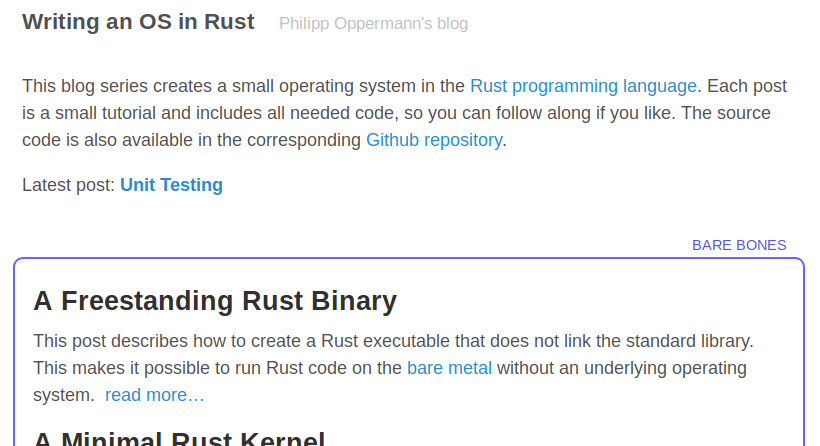 Writing an OS in Rust Philipp Oppermann's blog
This blog series creates a small operating system in the Rust programming language. Each post
is a small tutorial and includes all needed code, so you can follow along if you like. The source
code is also available in the corresponding Github repository.
Latest post: Unit Testing
BARE BONES
A Freestanding Rust Binary
This post describes how to create a Rust executable that does not link the standard library.
This makes it possible to run Rust code on the bare metal without an underlying operating
system. read more…
A Minimal Rust Kernel